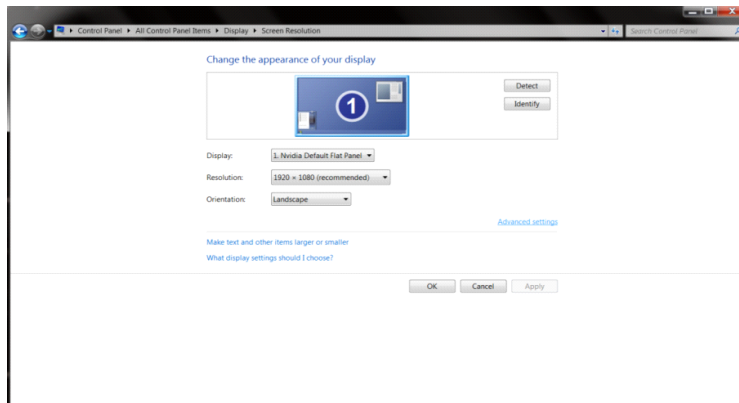 Control Panel ▸ All Control Panel Items ▸ Display ▸ Screen Resolution
Search Control Panel
Change the appearance of your display
1
Detect
Identify
Display: 1. Nvidia Default Flat Panel
Resolution: 1920 × 1080 (recommended)
Orientation: Landscape
Advanced settings
Make text and other items larger or smaller
What display settings should I choose?
OK Cancel Apply